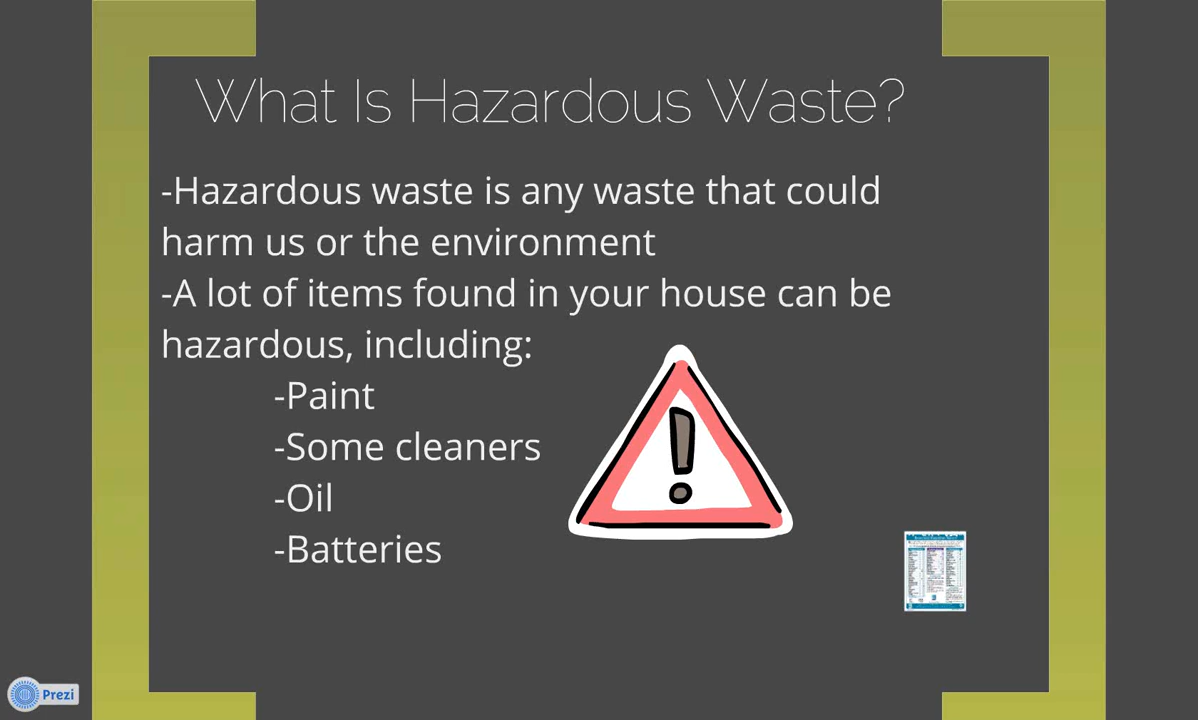 What Is Hazardous Waste?
-Hazardous waste is any waste that could
harm us or the environment
-A lot of items found in your house can be
hazardous, including:
-Paint
-Some cleaners
-Oil
-Batteries
Prezi